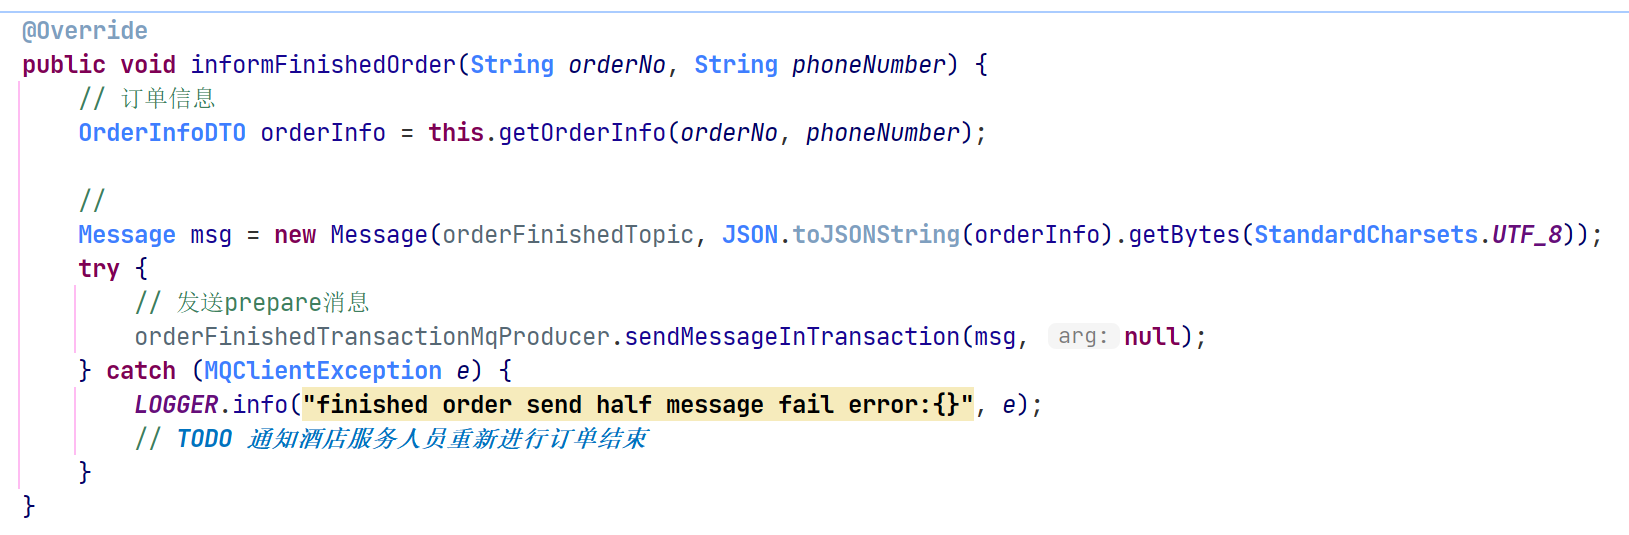 @Override
public void informFinishedOrder(String orderNo, String phoneNumber) {
    // 订单信息
    OrderInfoDTO orderInfo = this.getOrderInfo(orderNo, phoneNumber);
    //
    Message msg = new Message(orderFinishedTopic, JSON.toJSONString(orderInfo).getBytes(StandardCharsets.UTF_8));
    try {
        // 发送prepare消息
        orderFinishedTransactionMqProducer.sendMessageInTransaction(msg, arg: null);
    } catch (MQClientException e) {
        LOGGER.info("finished order send half message fail error:{}", e);
        // TODO 通知酒店服务人员重新进行订单结束
    }
}